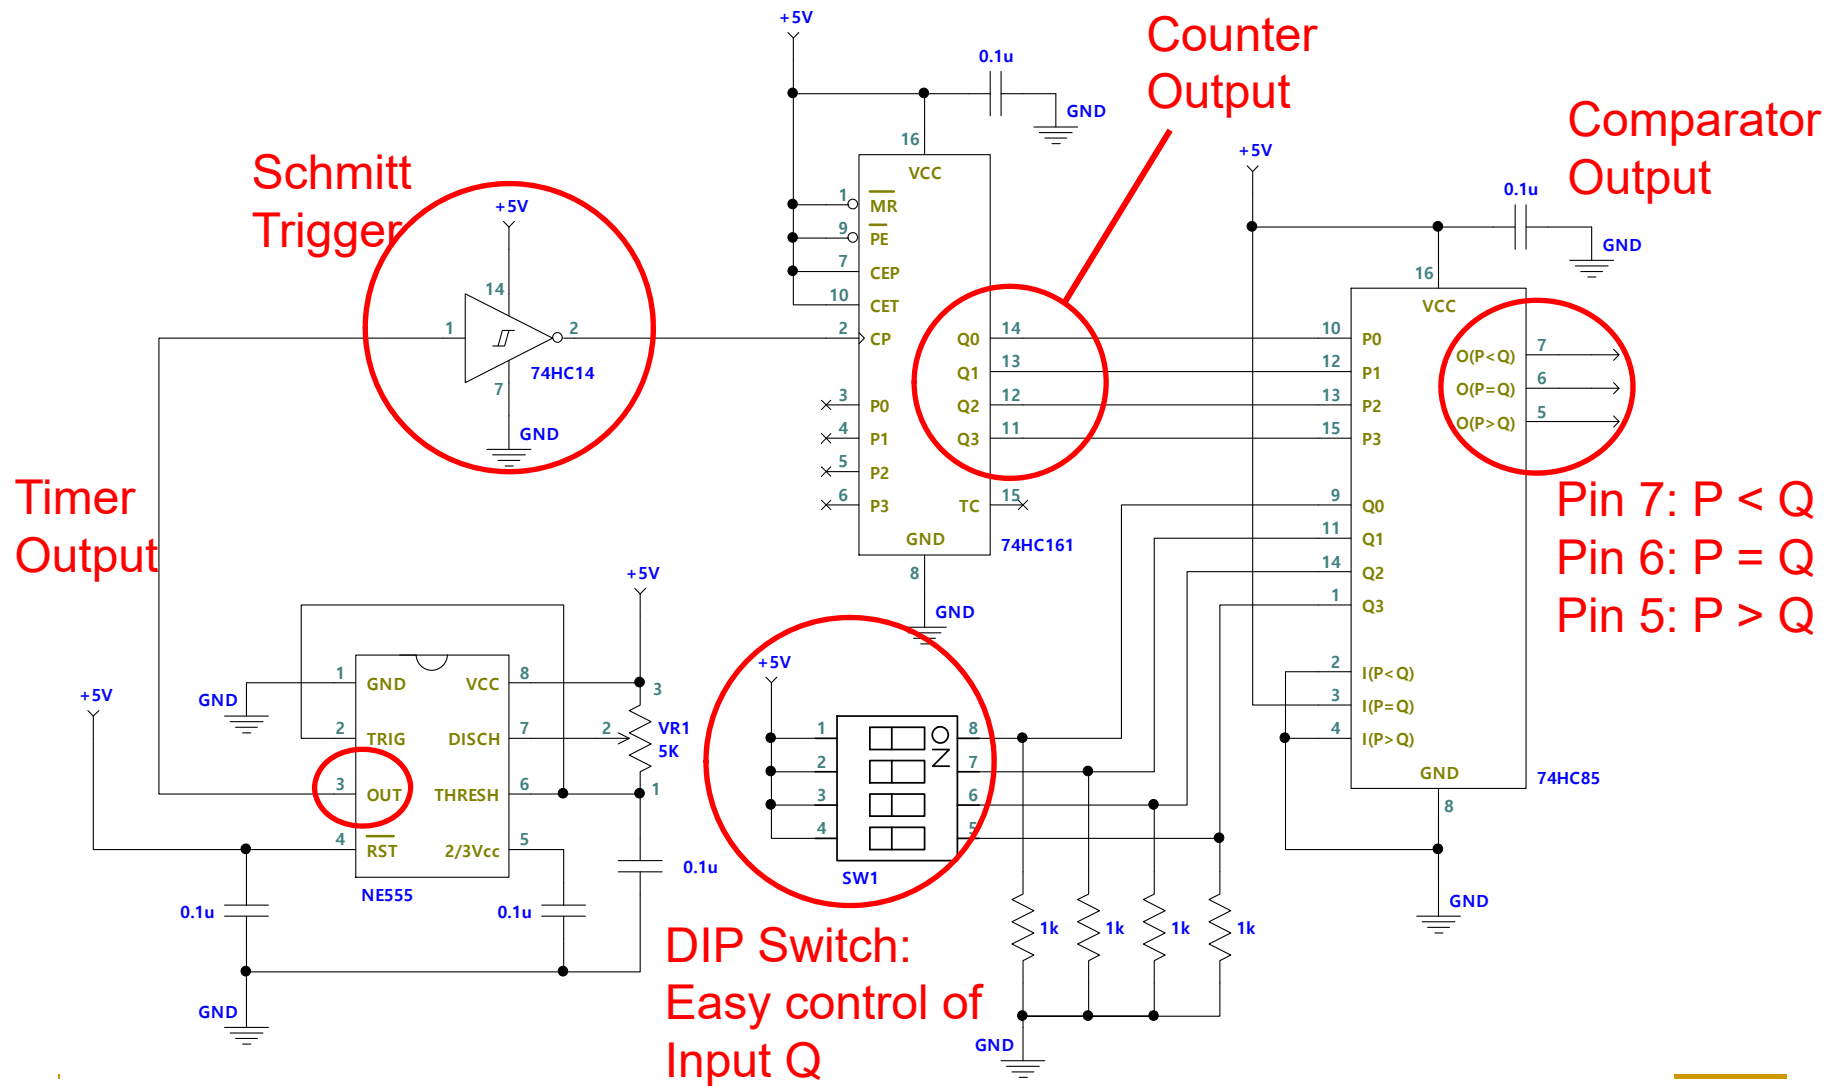 +5V
0.1u
GND
Counter
Output
Comparator
Output
+5V
0.1u
GND
Schmitt
Trigger
+5V
14
1
2
7
74HC14
GND
16
VCC
1 MR
9 PE
7 CEP
10 CET
2 CP
3 P0
4 P1
5 P2
6 P3
Q0 14
Q1 13
Q2 12
Q3 11
TC 15
GND
8
74HC161
GND
16
VCC
10 P0
12 P1
13 P2
15 P3
9 Q0
11 Q1
14 Q2
1 Q3
2 I(P<Q)
3 I(P=Q)
4 I(P>Q)
O(P<Q) 7
O(P=Q) 6
O(P>Q) 5
GND
8
74HC85
GND
Pin 7: P < Q
Pin 6: P = Q
Pin 5: P > Q
Timer
Output
+5V
+5V
GND
1 GND
2 TRIG
3 OUT
4 RST
VCC 8
DISCH 7
THRESH 6
2/3Vcc 5
NE555
3
2
1
VR1
5K
0.1u
0.1u
0.1u
GND
+5V
1
2
3
4
ON
8
7
6
5
SW1
1k
1k
1k
1k
GND
DIP Switch:
Easy control of
Input Q